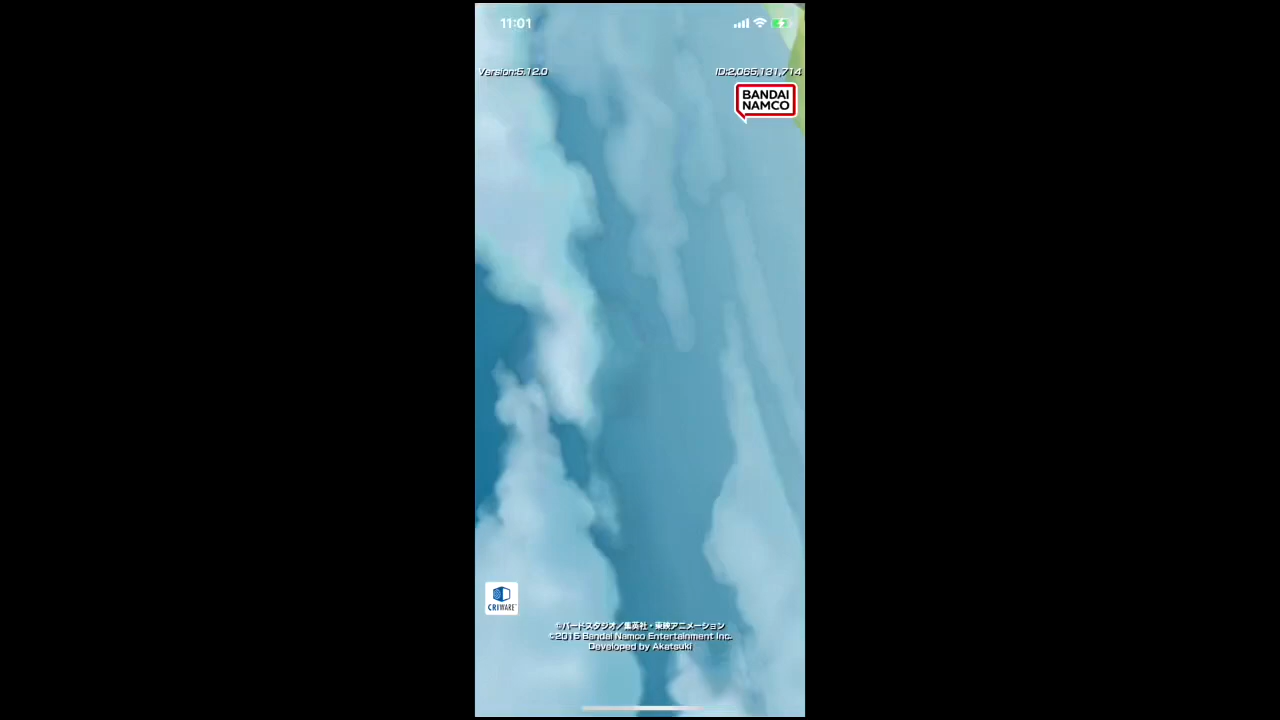 11:01
Version:5.12.0
ID:2,065,131,714
BANDAI
NAMCO
CRIWARE
©バードスタジオ/集英社・東映アニメーション
©2015 Bandai Namco Entertainment Inc.
Developed by Akatsuki